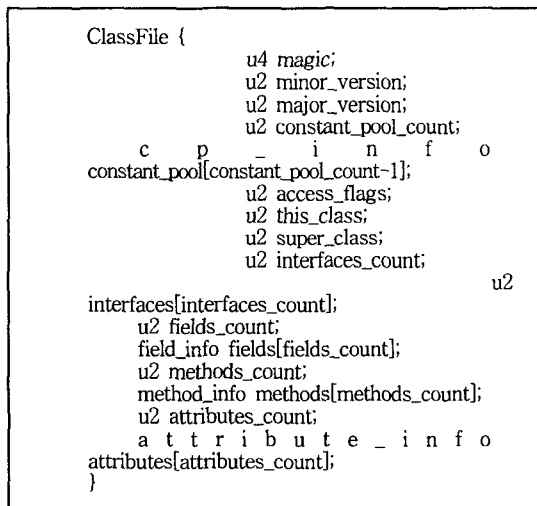 ClassFile {
u4 magic;
u2 minor_version;
u2 major_version;
u2 constant_pool_count;
c p _ i n f o
constant_pool[constant_pool_count-1];
u2 access_flags;
u2 this_class;
u2 super_class;
u2 interfaces_count;
u2
interfaces[interfaces_count];
u2 fields_count;
field_info fields[fields_count];
u2 methods_count;
method_info methods[methods_count];
u2 attributes_count;
a t t r i b u t e _ i n f o
attributes[attributes_count];
}